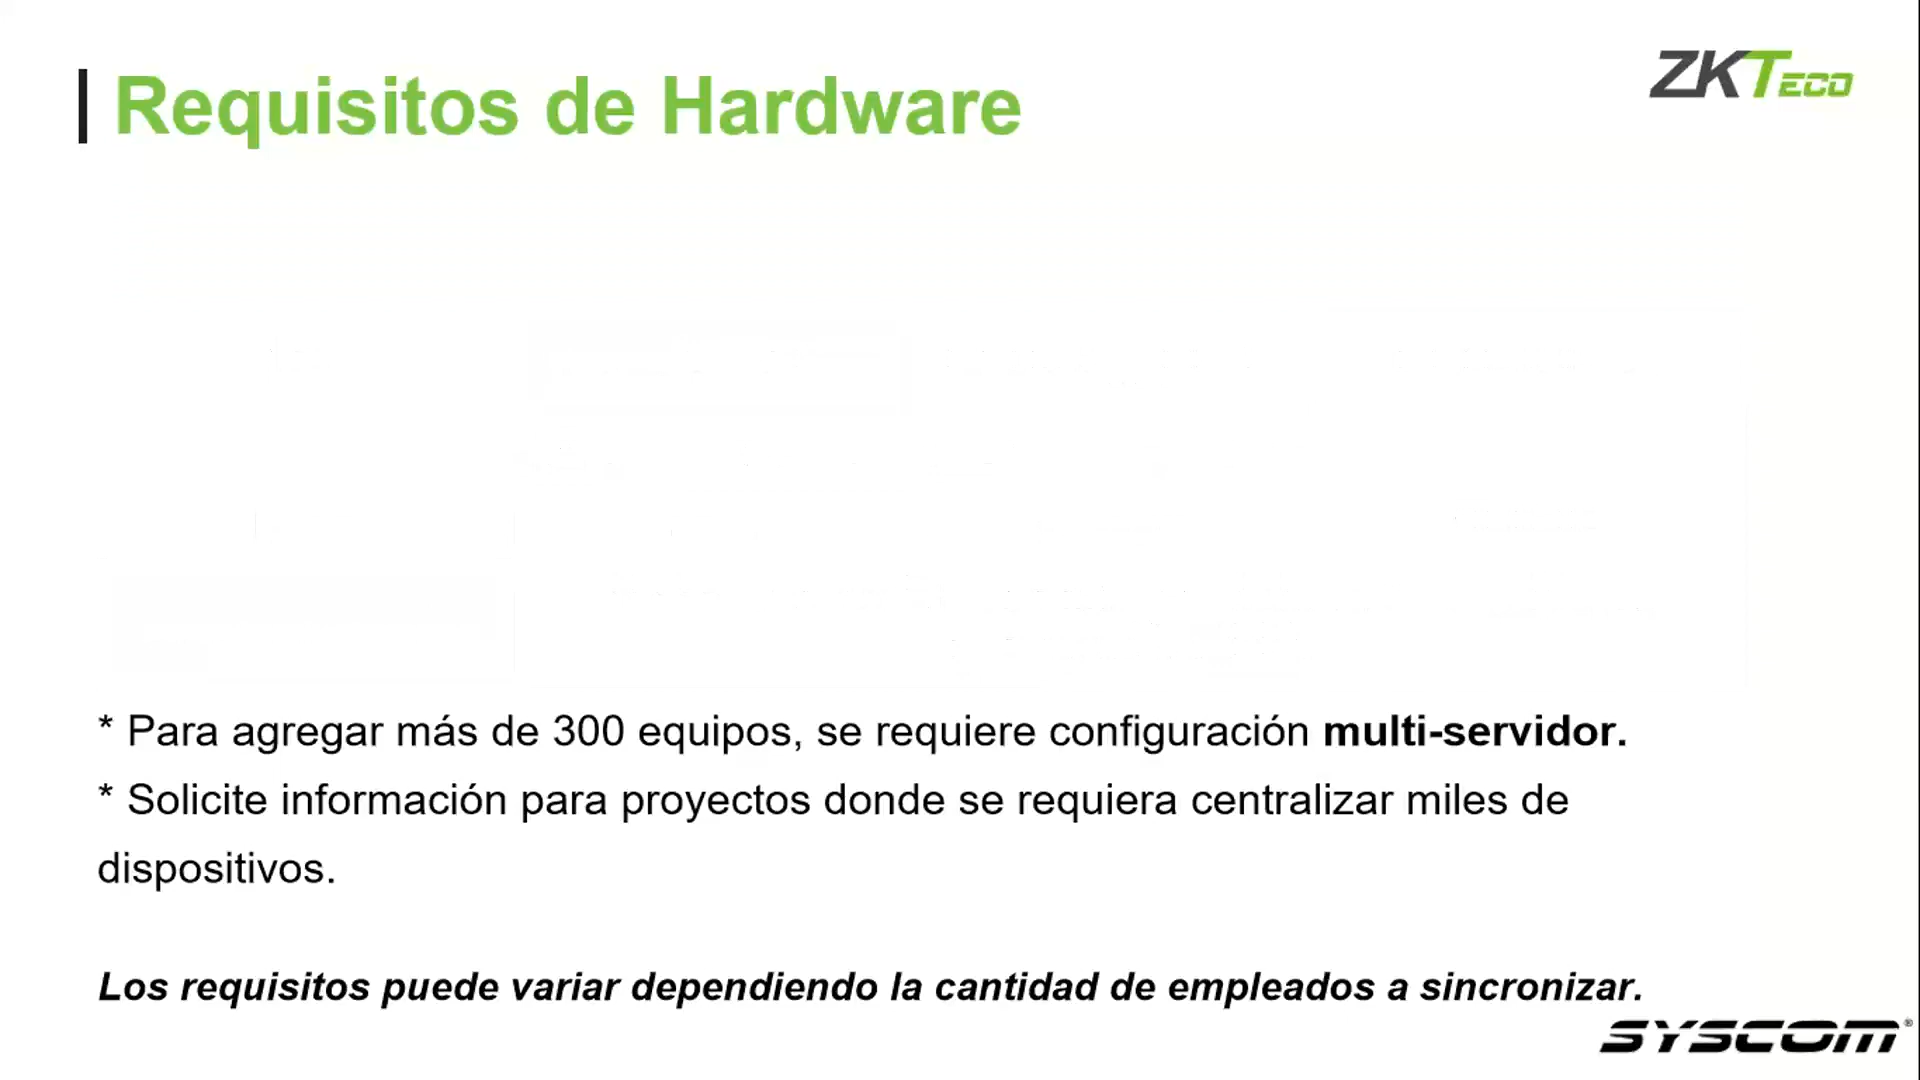 Requisitos de Hardware
ZKTeco
* Para agregar más de 300 equipos, se requiere configuración multi-servidor.
* Solicite información para proyectos donde se requiera centralizar miles de
dispositivos.
Los requisitos puede variar dependiendo la cantidad de empleados a sincronizar.
SYSCOM®